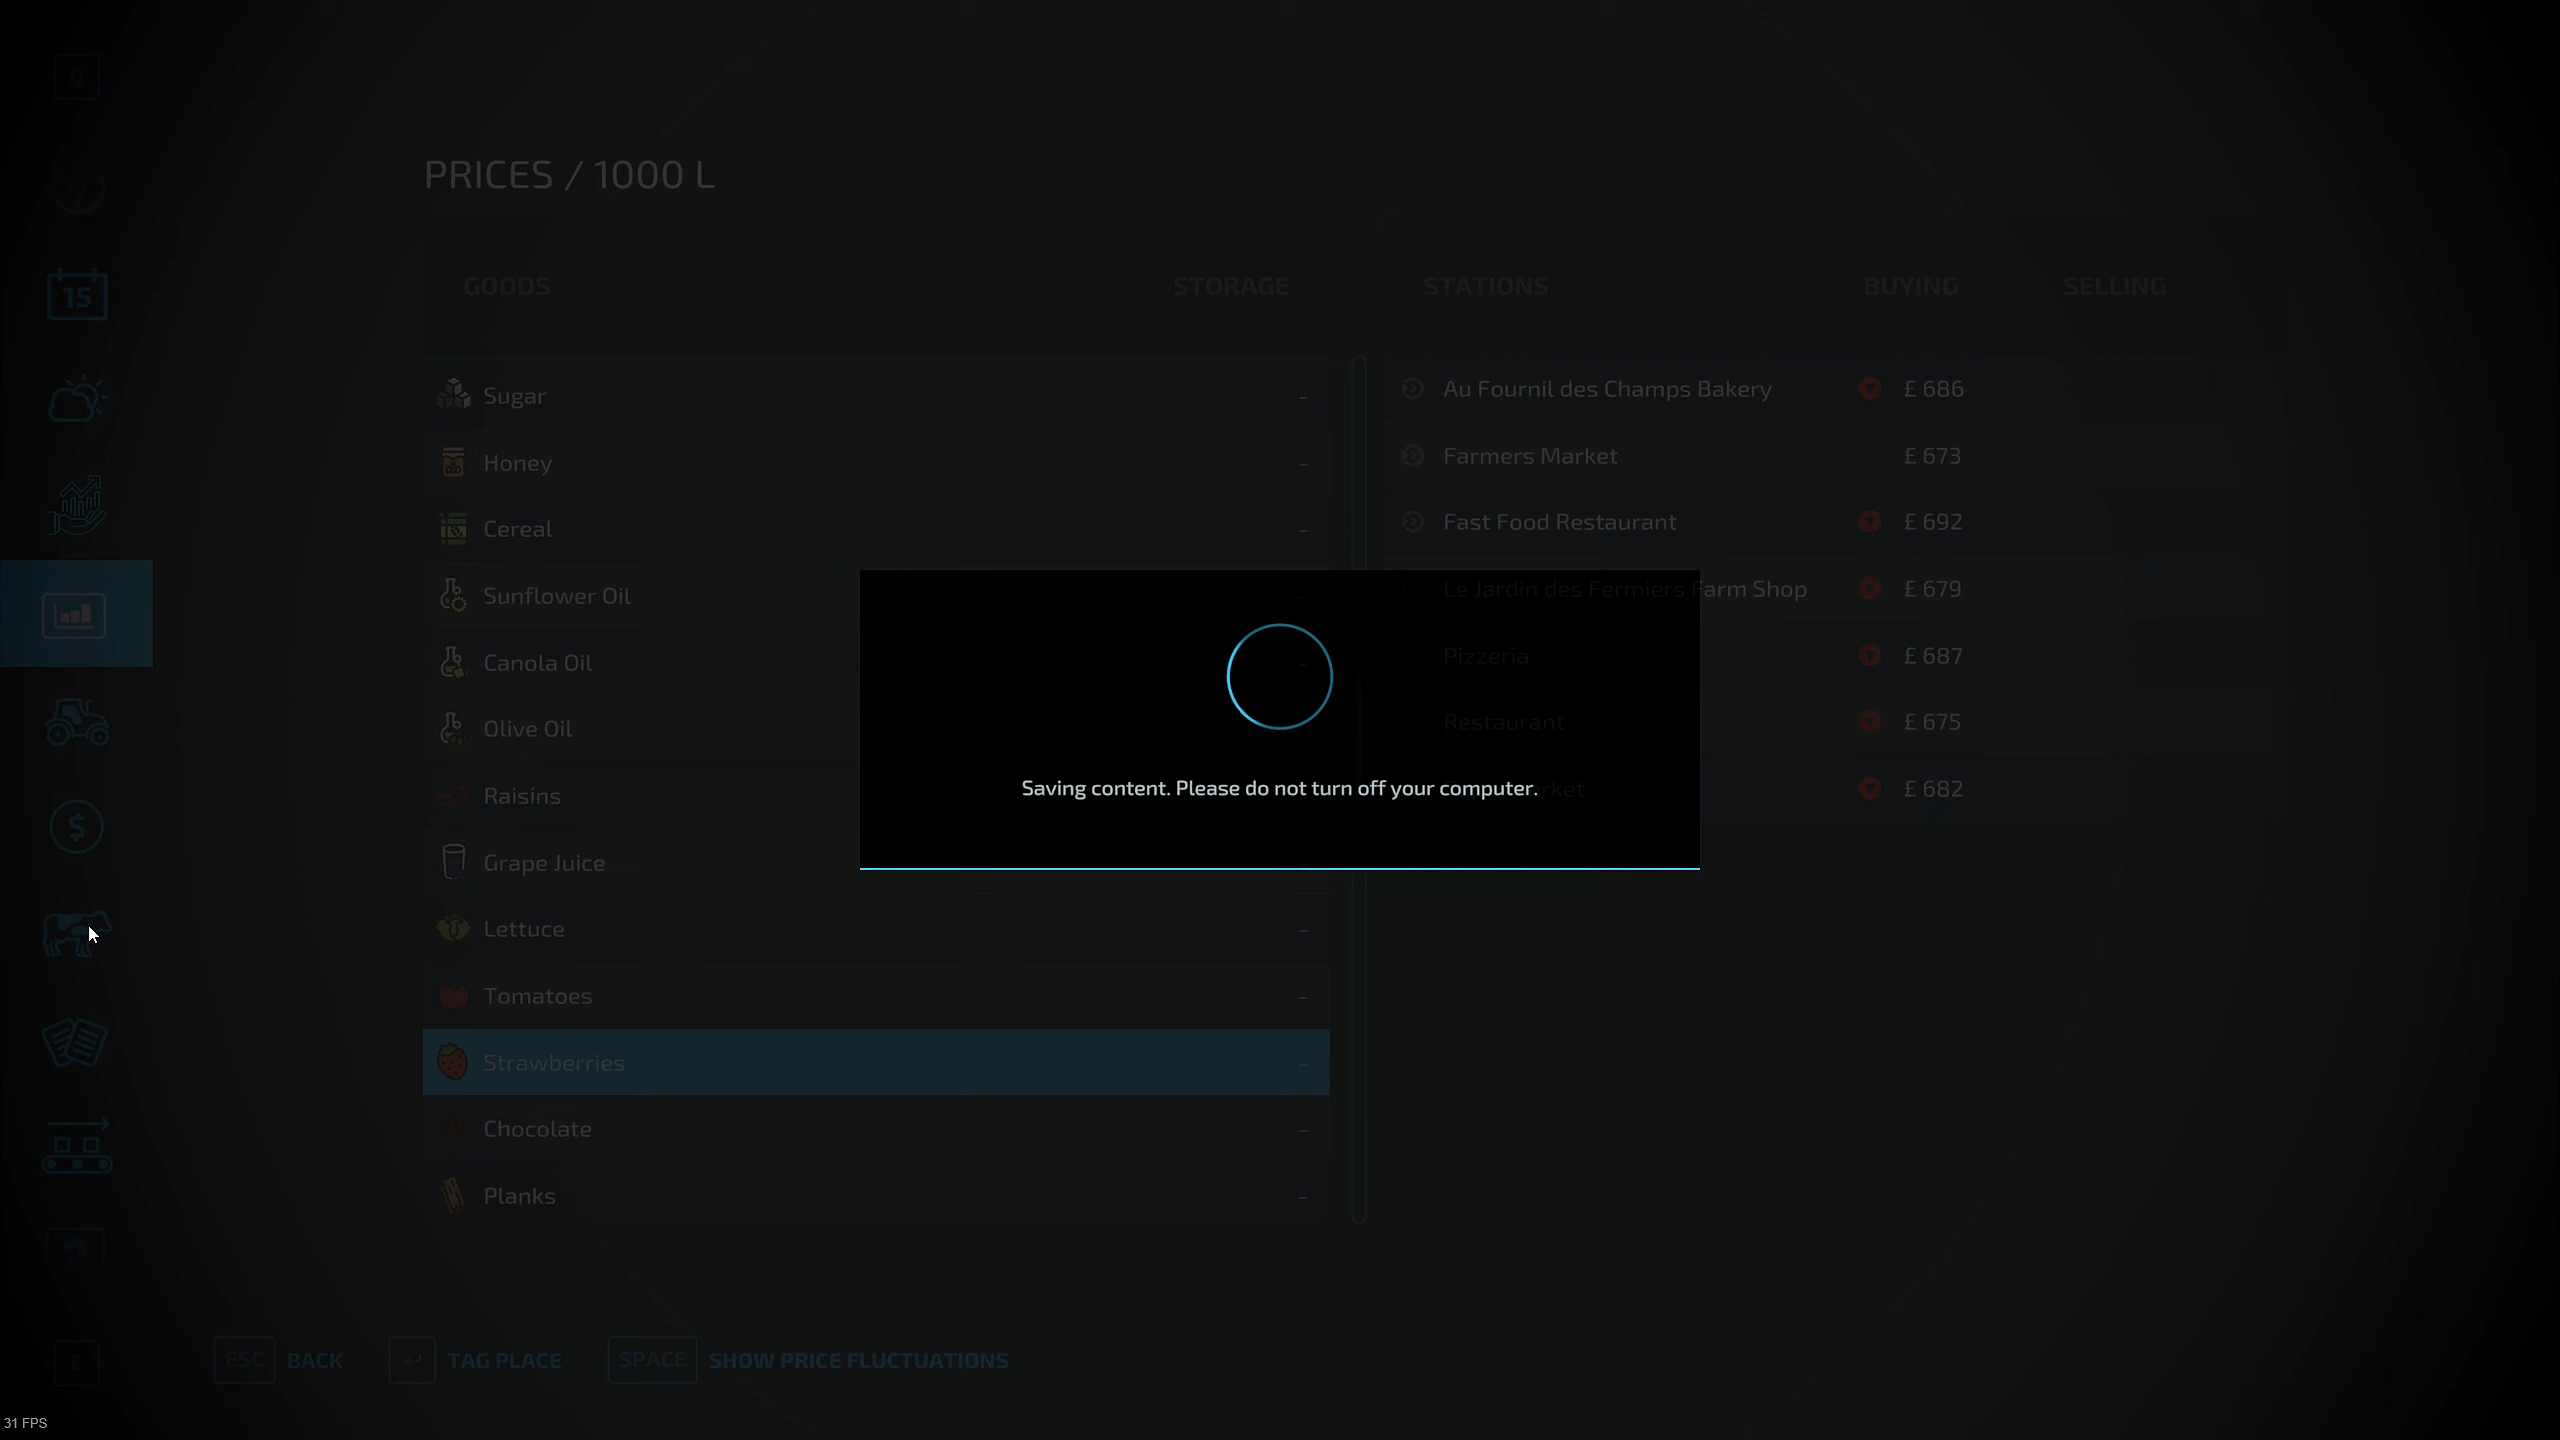 Q
PRICES / 1000 L
GOODS STORAGE
STATIONS BUYING SELLING
15
Sugar -
Honey -
Cereal -
Sunflower Oil -
Canola Oil -
Olive Oil
Raisins
Grape Juice
Lettuce -
Tomatoes -
Strawberries -
Chocolate -
Planks -
Au Fournil des Champs Bakery £ 686
Farmers Market £ 673
Fast Food Restaurant £ 692
Le Jardin des Fermiers Farm Shop £ 679
Pizzeria £ 687
Restaurant £ 675
rket £ 682
Saving content. Please do not turn off your computer.
$
E
ESC BACK
TAG PLACE
SPACE SHOW PRICE FLUCTUATIONS
31 FPS